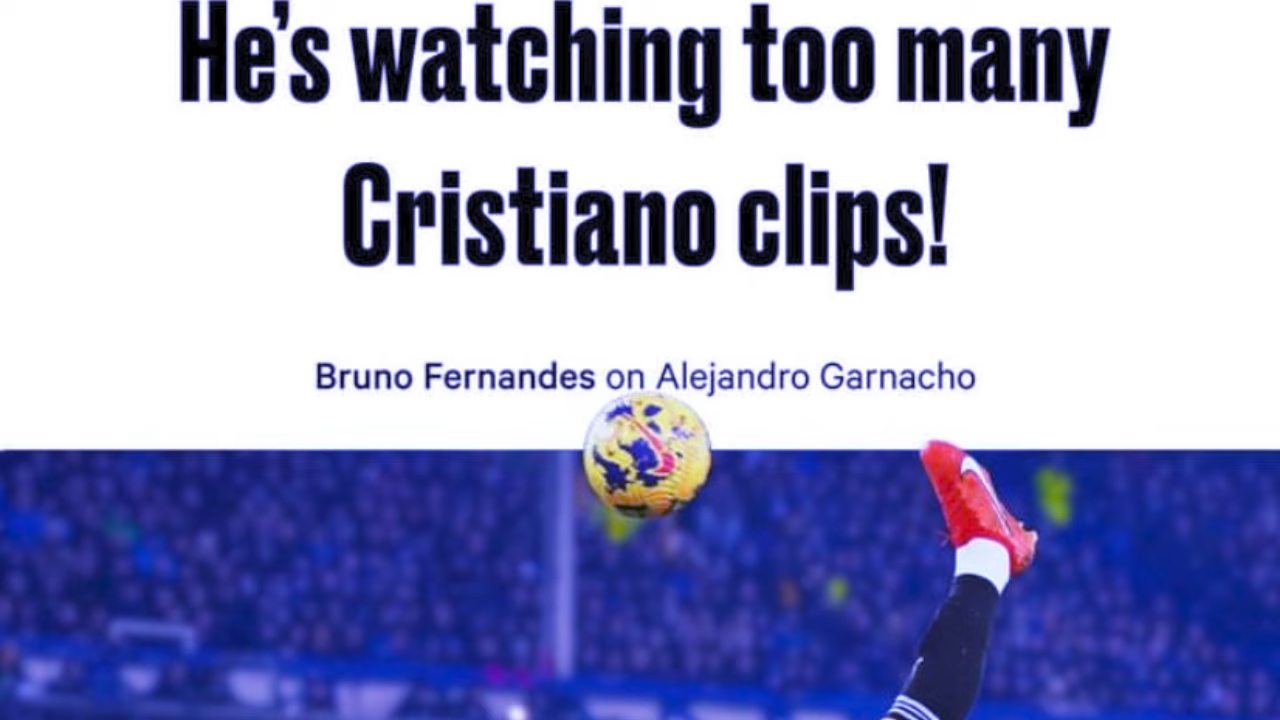 He’s watching too many
Cristiano clips!
Bruno Fernandes on Alejandro Garnacho